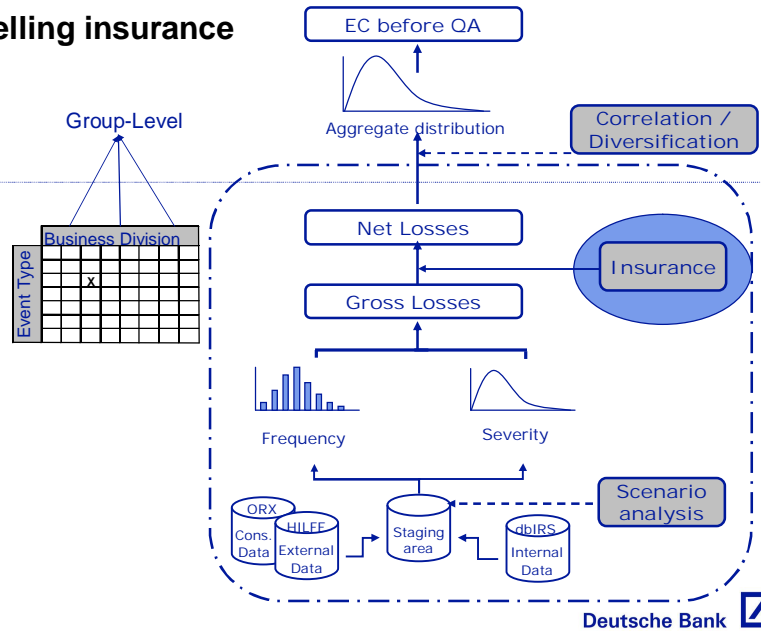 elling insurance
EC before QA
Aggregate distribution
Correlation /
Diversification
Group-Level
Business Division
Event Type
X
Net Losses
Insurance
Gross Losses
Frequency
Severity
Scenario
analysis
ORX
Cons.
Data
HILFE
External
Data
Staging
area
dbIRS
Internal
Data
Deutsche Bank